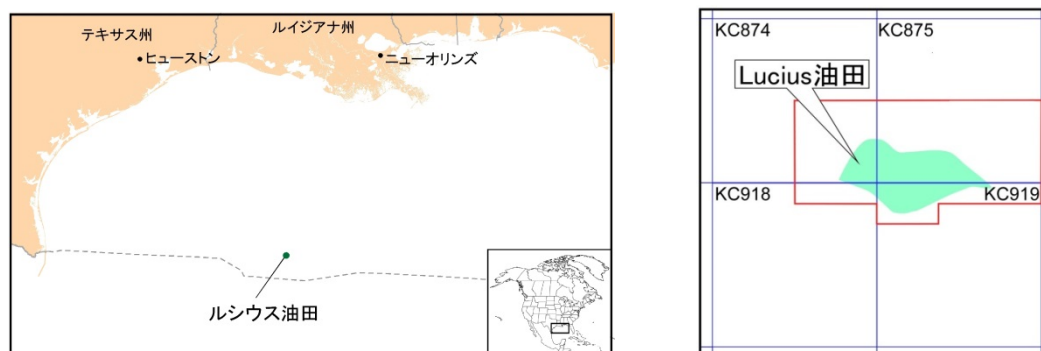 テキサス州
ルイジアナ州
ヒューストン
ニューオリンズ
ルシウス油田
KC874
KC875
Lucius油田
KC918
KC919